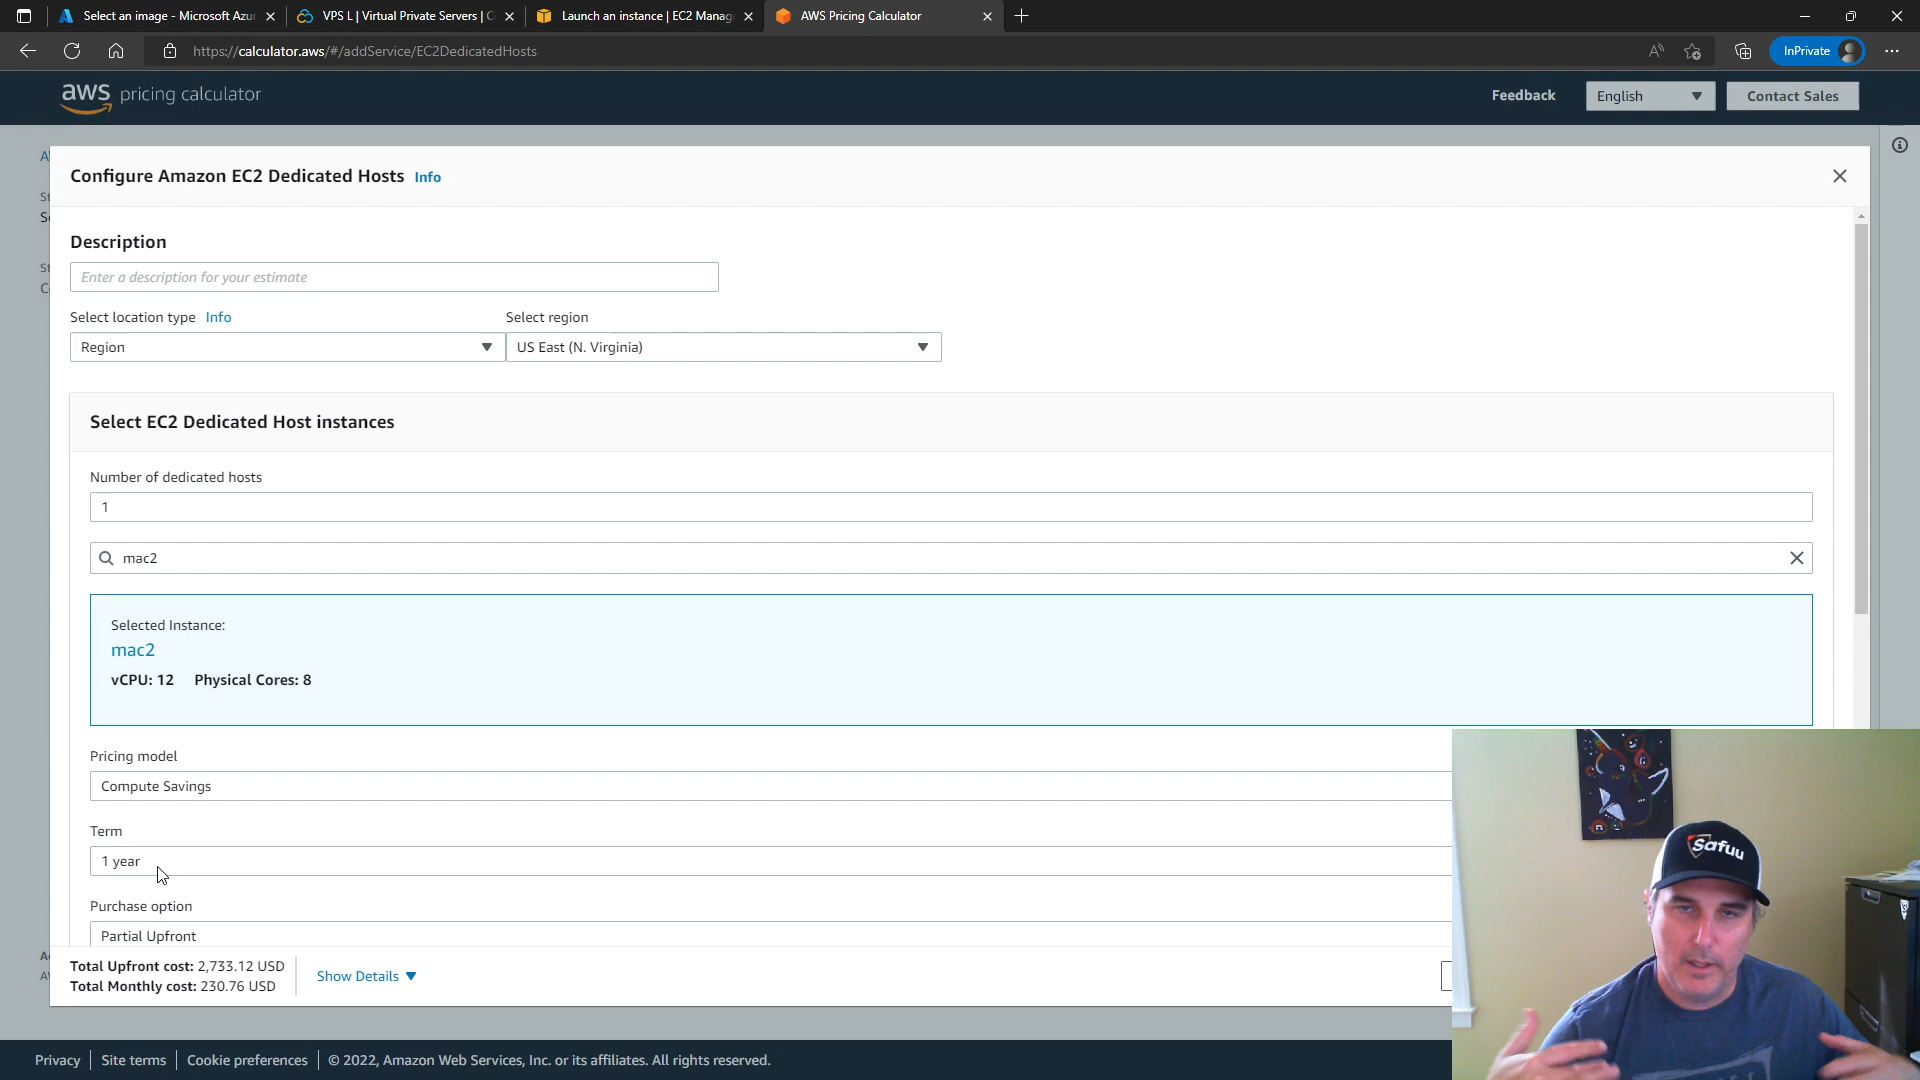 Select an image - Microsoft Azu
VPS L | Virtual Private Servers | C
Launch an instance | EC2 Manag
AWS Pricing Calculator
https://calculator.aws/#/addService/EC2DedicatedHosts
InPrivate
aws pricing calculator
Feedback
English
Contact Sales
Configure Amazon EC2 Dedicated Hosts Info
Description
Enter a description for your estimate
Select location type Info
Select region
Region
US East (N. Virginia)
Select EC2 Dedicated Host instances
Number of dedicated hosts
1
mac2
Selected Instance:
mac2
vCPU: 12 Physical Cores: 8
Pricing model
Compute Savings
Term
1 year
Purchase option
Partial Upfront
Total Upfront cost: 2,733.12 USD
Total Monthly cost: 230.76 USD
Show Details
Safuu
Privacy
Site terms
Cookie preferences
© 2022, Amazon Web Services, Inc. or its affiliates. All rights reserved.